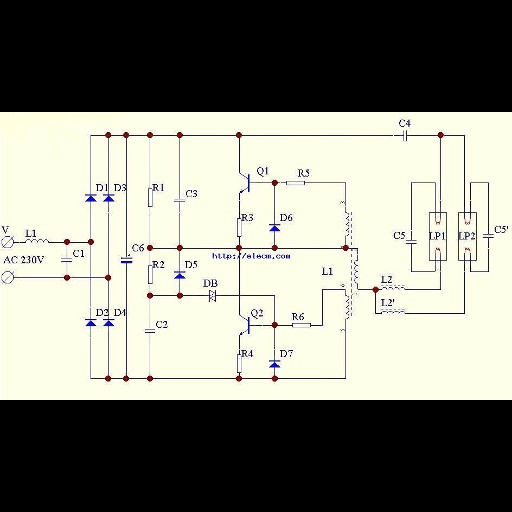 C4
D1 D3 R1 C3 Q1 R5
R3 D6
V L1
AC 230V C1 C6 C5 LP1 LP2 C5'
http://elecm.com
R2 D5 L1
DB L2
L2'
C2 Q2 R6
D2 D4
R4 D7